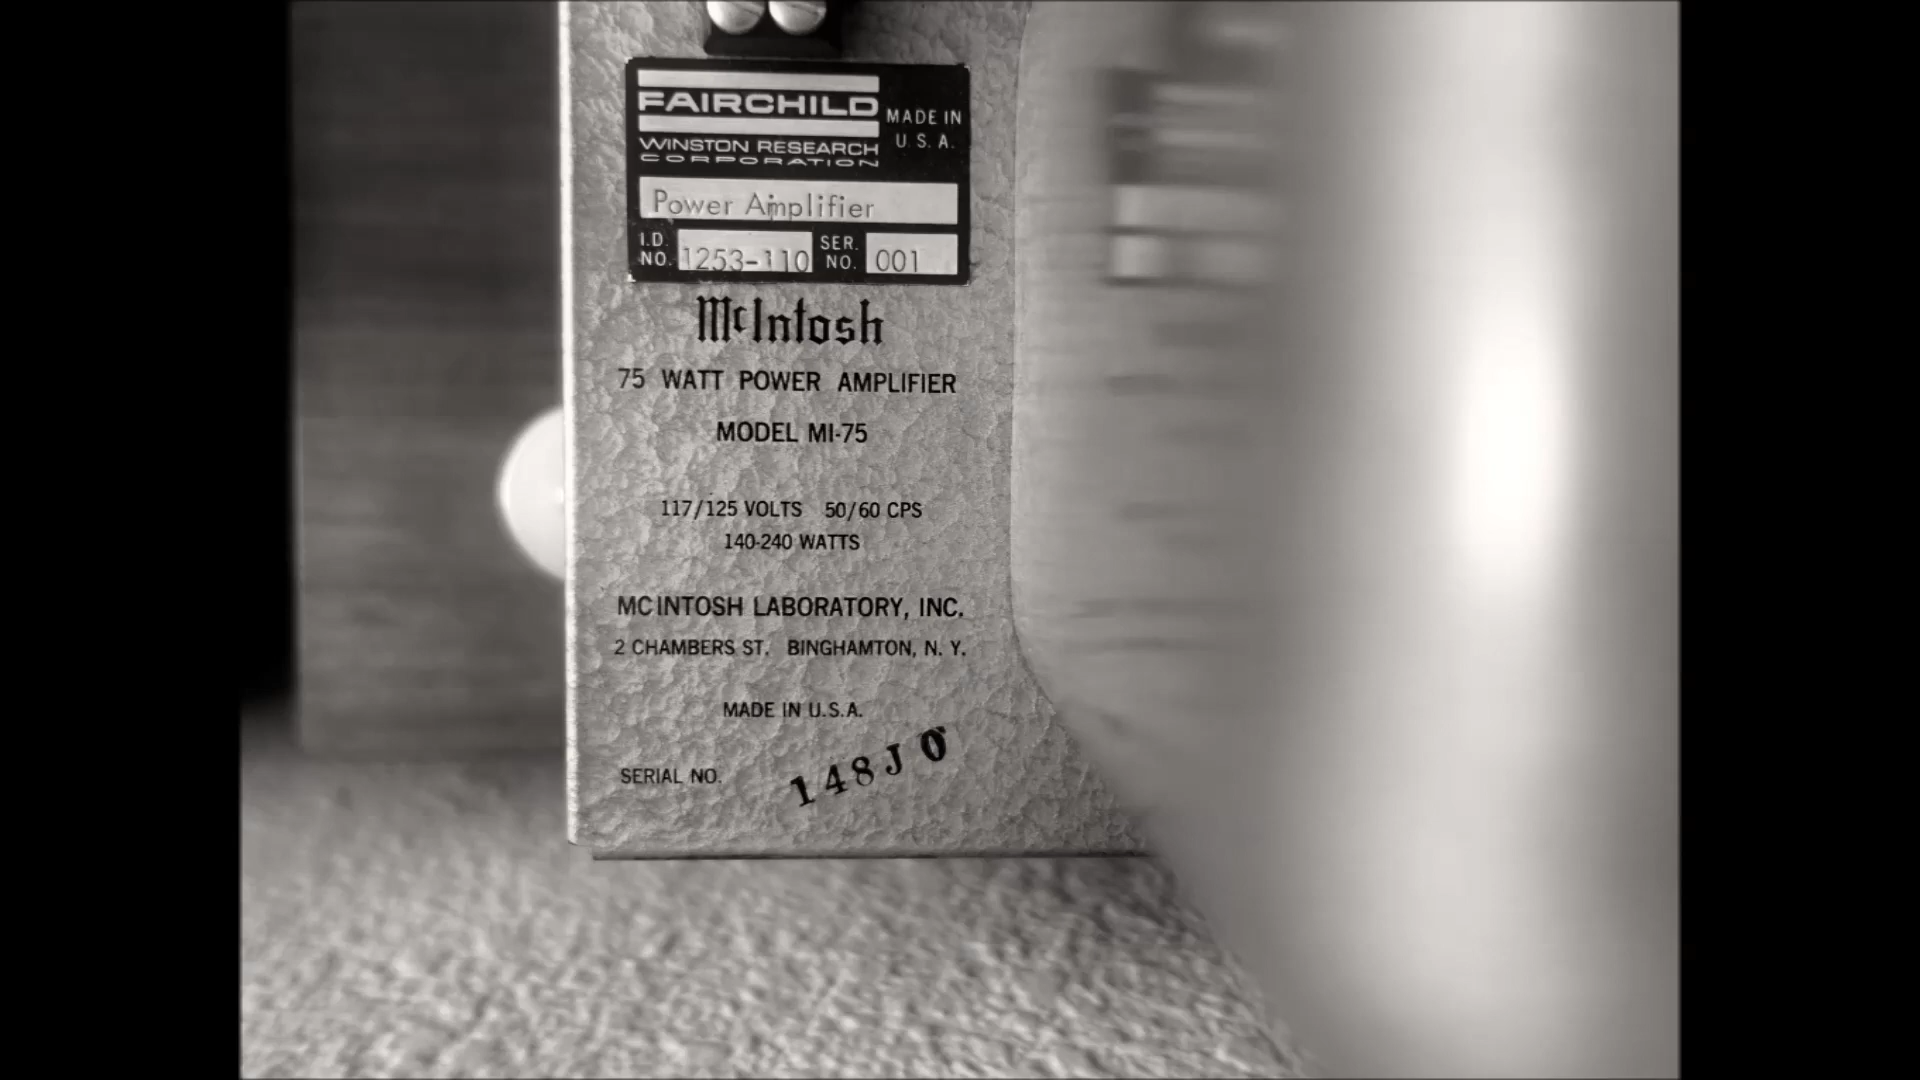 FAIRCHILD
MADE IN
U. S. A.
WINSTON RESEARCH
CORPORATION
Power Amplifier
I.D. NO. 1253-110 SER. NO. 001
McIntosh
75 WATT POWER AMPLIFIER
MODEL MI-75
117/125 VOLTS 50/60 CPS
140-240 WATTS
MCINTOSH LABORATORY, INC.
2 CHAMBERS ST. BINGHAMTON, N. Y.
MADE IN U.S.A.
SERIAL NO. 148J0